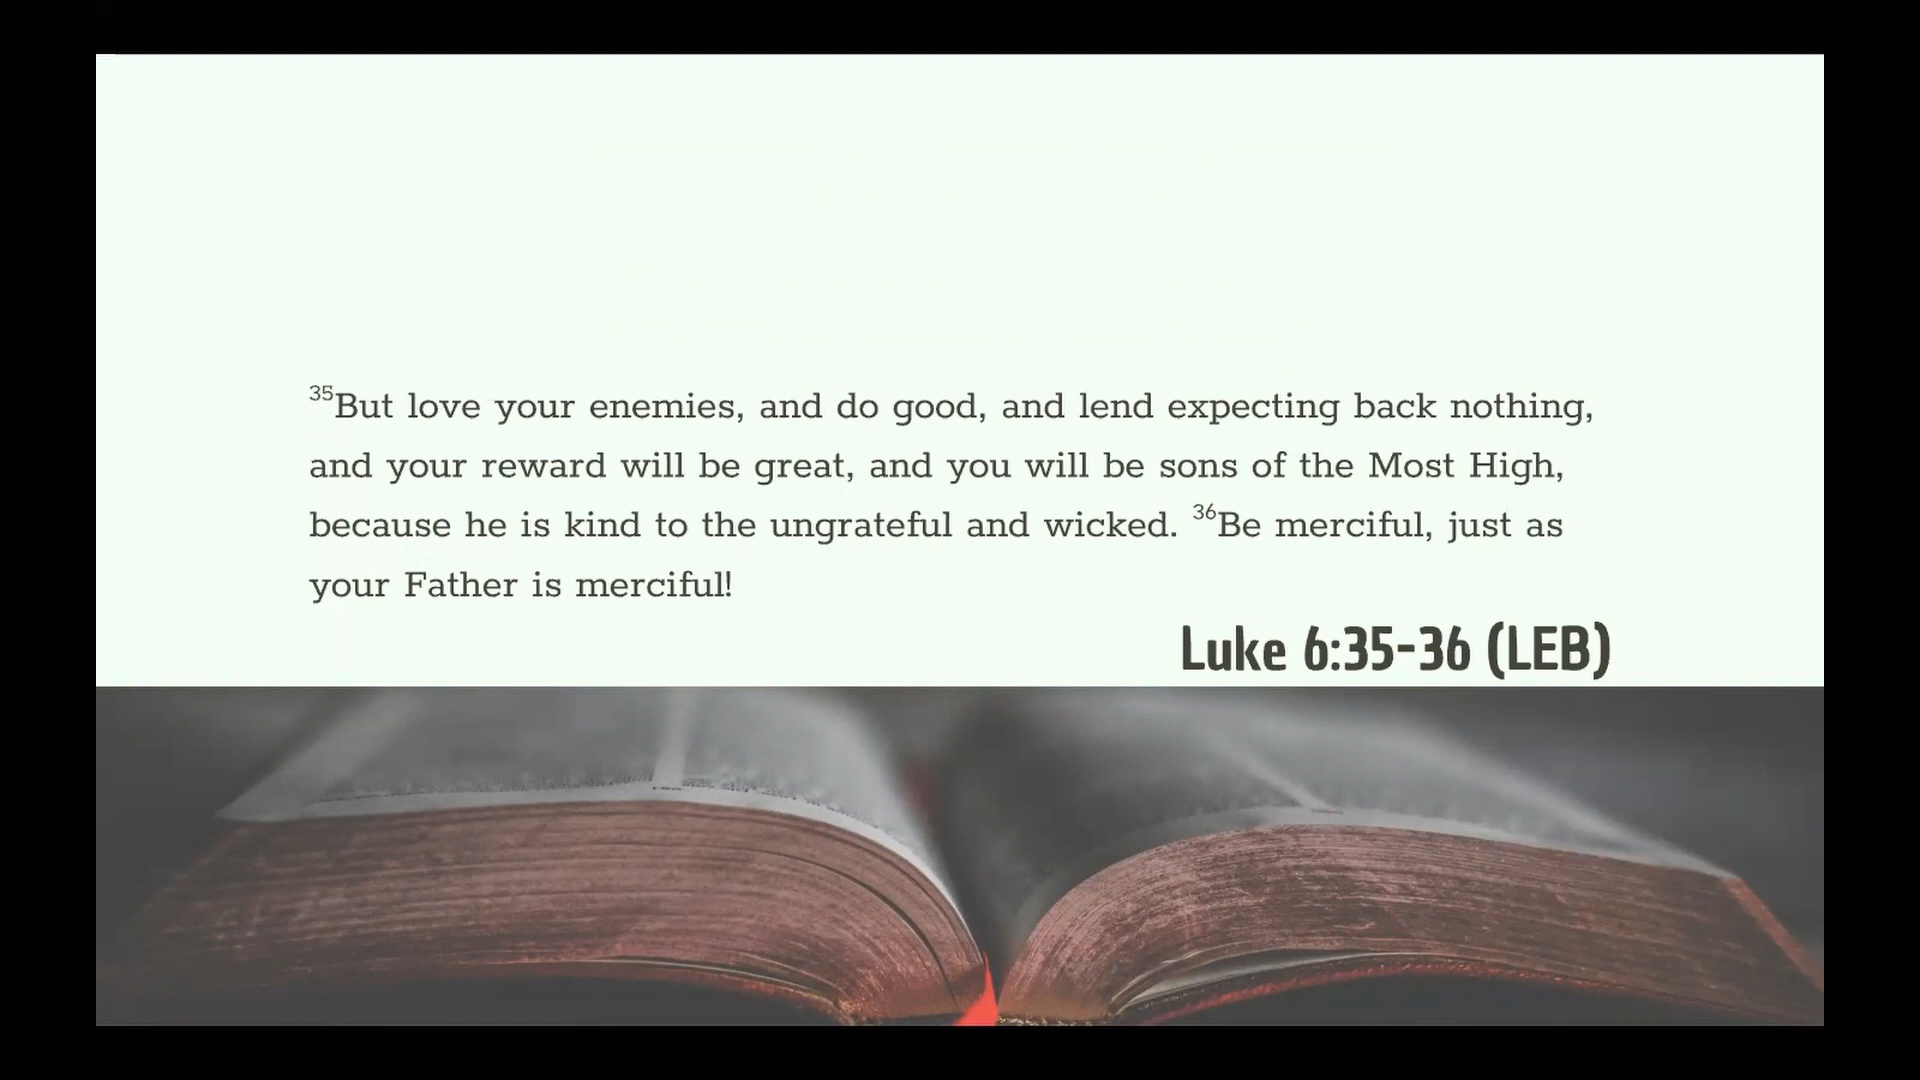 ³⁵But love your enemies, and do good, and lend expecting back nothing,
and your reward will be great, and you will be sons of the Most High,
because he is kind to the ungrateful and wicked. ³⁶Be merciful, just as
your Father is merciful!
Luke 6:35-36 (LEB)